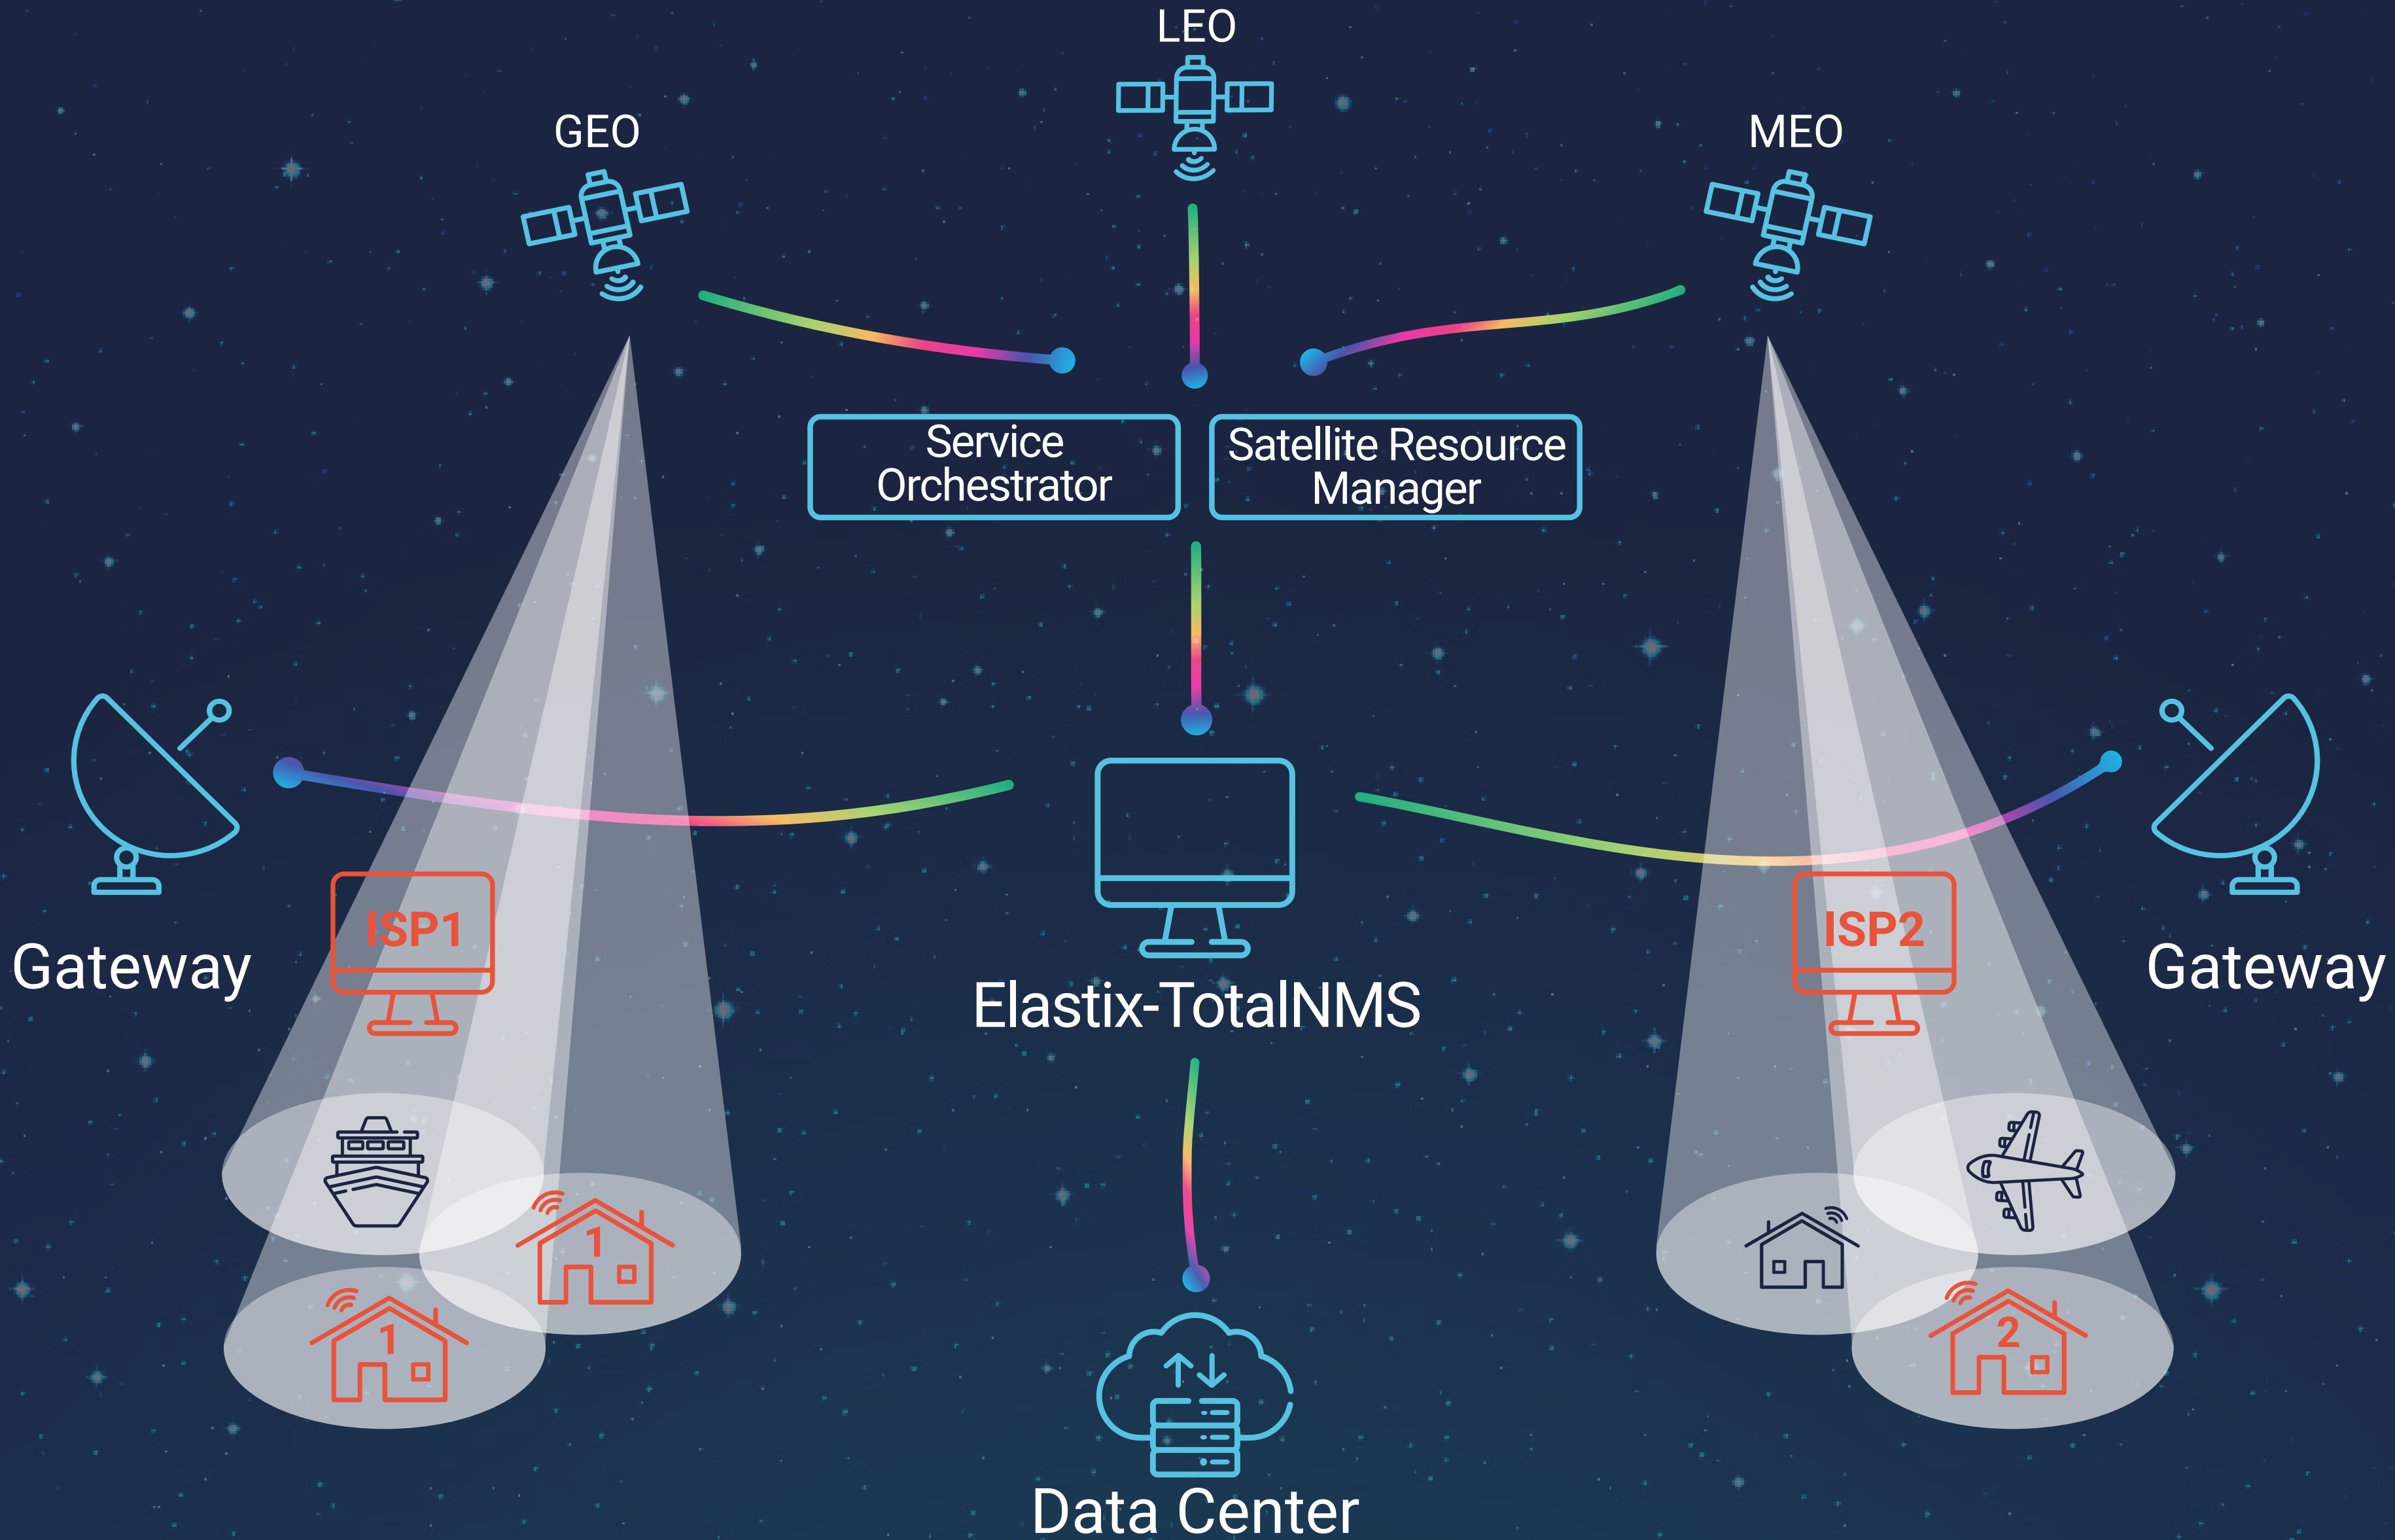 LEO
GEO
MEO
Service
Orchestrator
Satellite Resource
Manager
ISP1
ISP2
Gateway
Gateway
Elastix-TotalNMS
1
1
2
Data Center